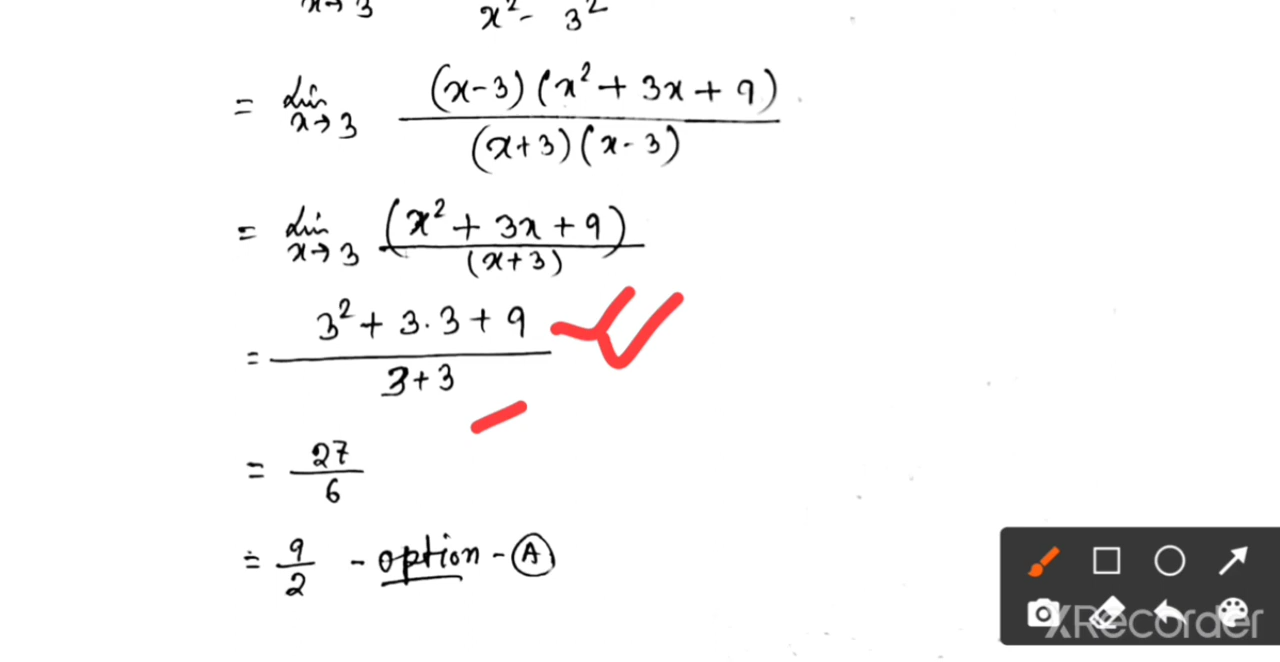 x→3 x² - 3²
= Lim x→3 (x-3)(x²+3x+9) / (x+3)(x-3)
= Lim x→3 (x²+3x+9) / (x+3)
= 3²+3.3+9 / 3+3
= 27 / 6
= 9/2 - option - A
XRecorder